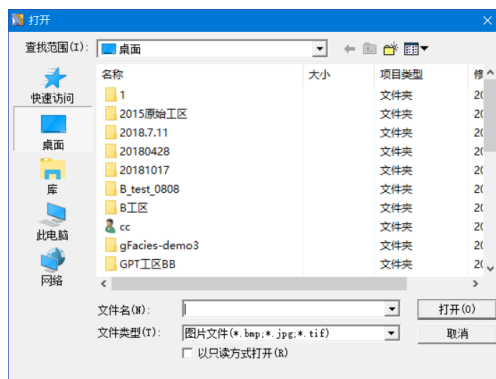 打开
查找范围(I): 桌面
名称 大小 项目类型 修
快速访问
桌面
库
此电脑
网络
1 文件夹 20
2015原始工区 文件夹 20
2018.7.11 文件夹 20
20180428 文件夹 20
20181017 文件夹 20
B_test_0808 文件夹 20
B工区 文件夹 20
cc 文件夹 20
gFacies-demo3 文件夹 20
GPT工区BB 文件夹 20
文件名(N): 打开(O)
文件类型(T): 图片文件(*.bmp;*.jpg;*.tif) 取消
以只读方式打开(R)